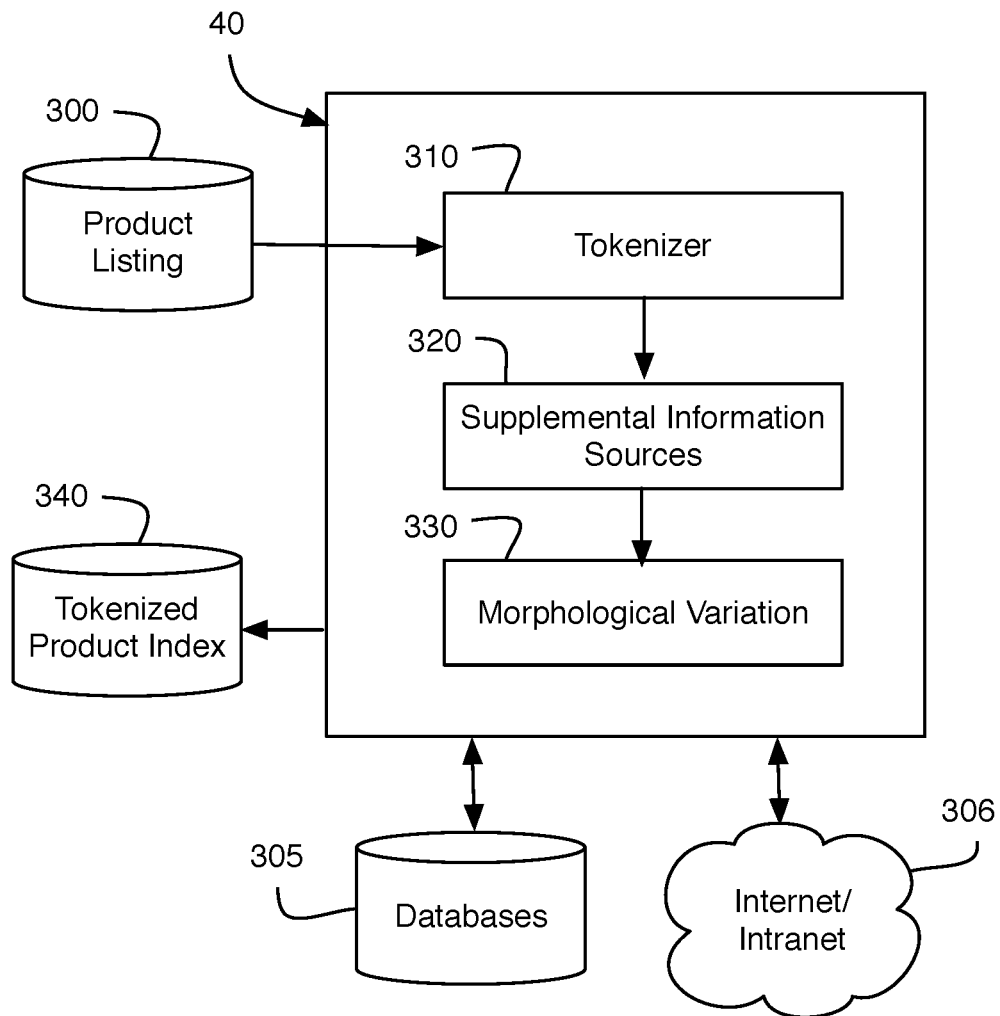 40
300
Product
Listing
310
Tokenizer
320
Supplemental Information
Sources
340
Tokenized
Product Index
330
Morphological Variation
305
Databases
306
Internet/
Intranet